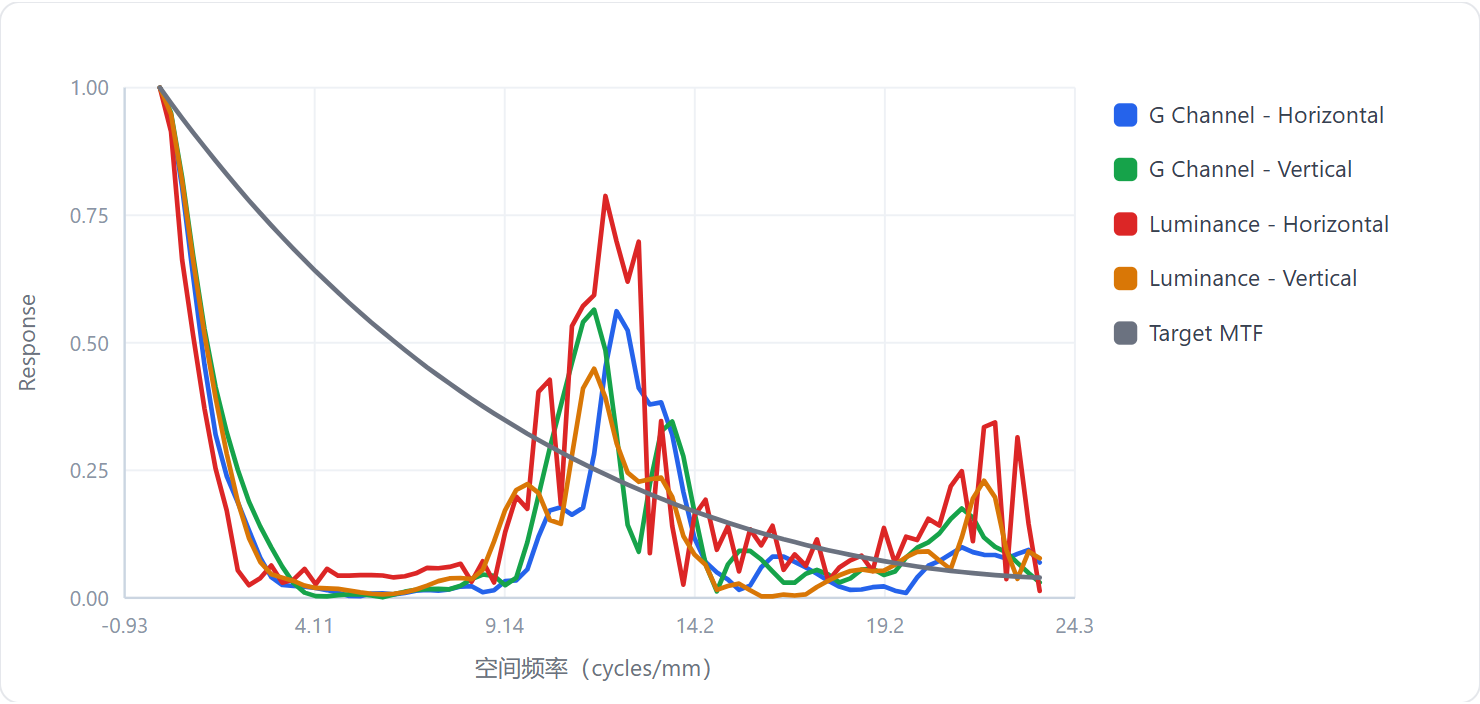 1.00
0.75
0.50
0.25
0.00
Response
-0.93
4.11
9.14
14.2
19.2
24.3
空间频率（cycles/mm）
G Channel - Horizontal
G Channel - Vertical
Luminance - Horizontal
Luminance - Vertical
Target MTF